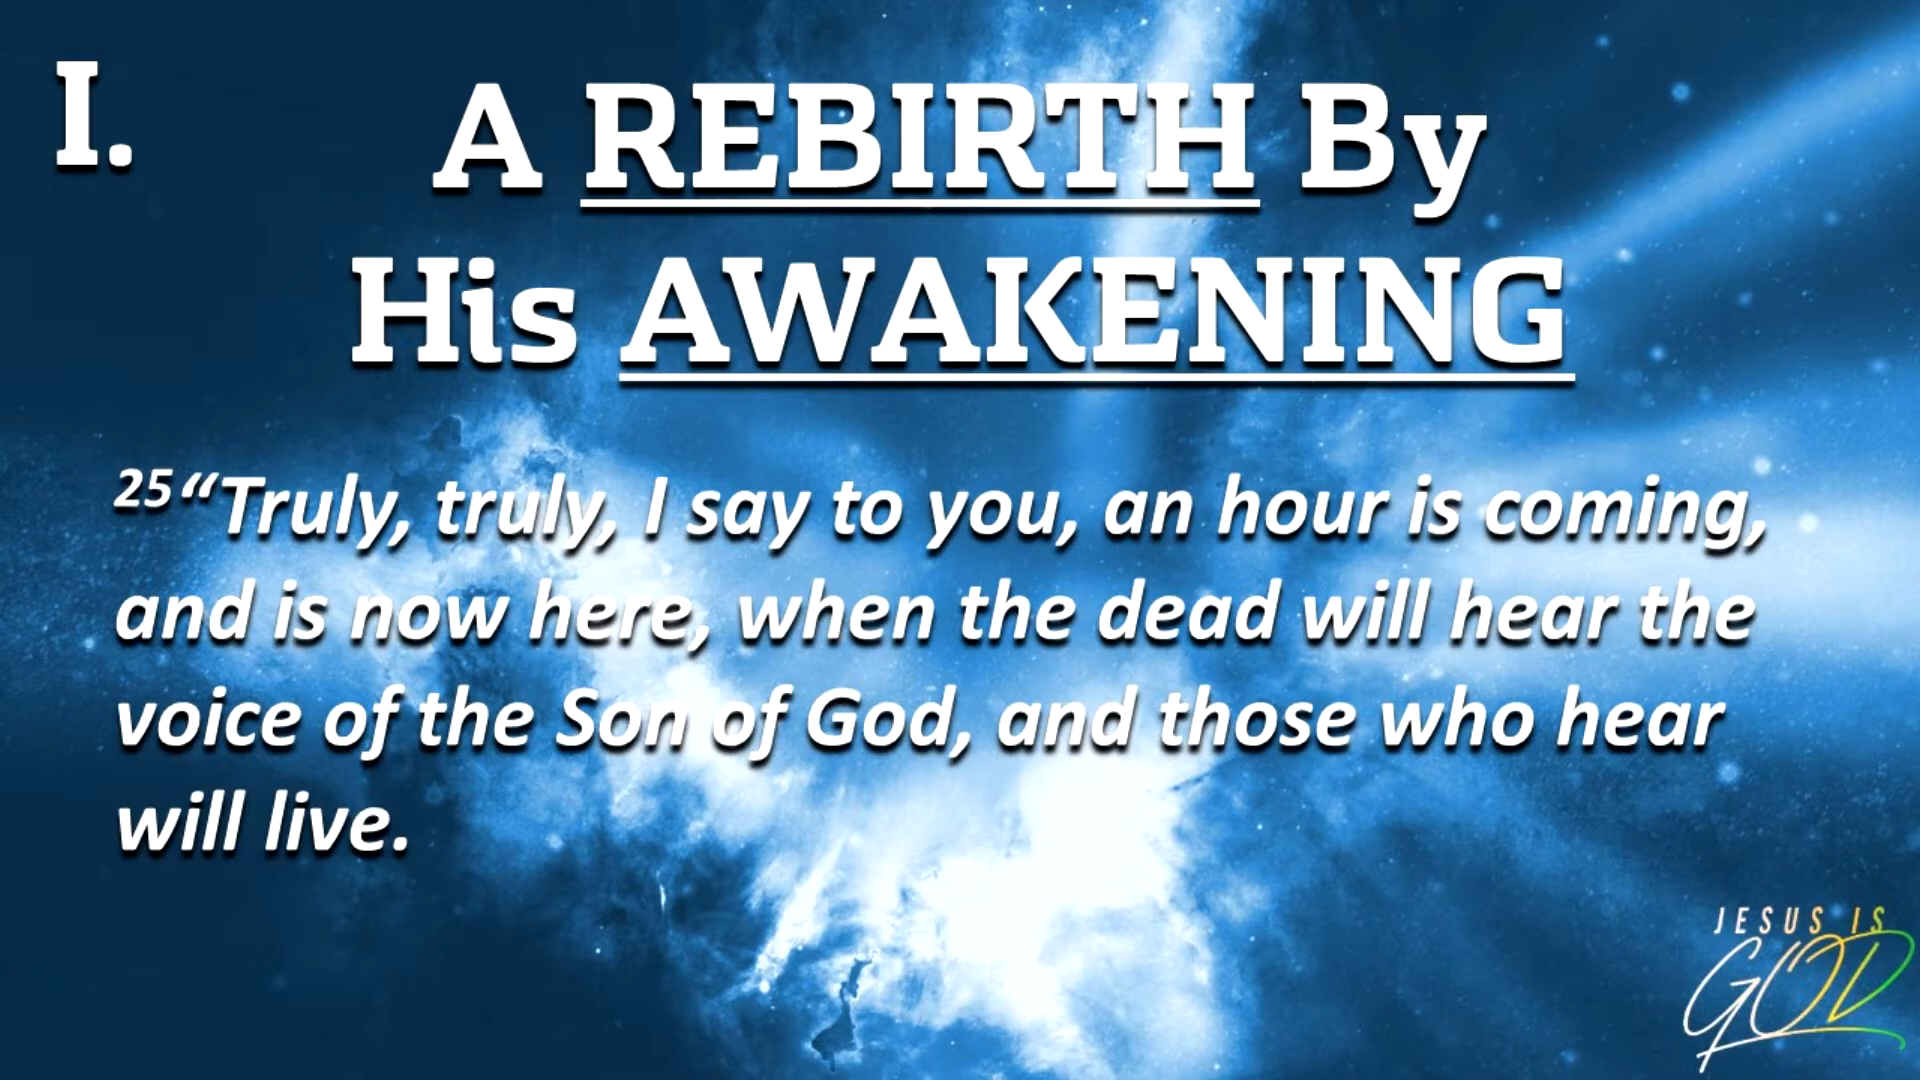 I.
A REBIRTH By
His AWAKENING
25“Truly, truly, I say to you, an hour is coming,
and is now here, when the dead will hear the
voice of the Son of God, and those who hear
will live.
JESUS IS
GOD